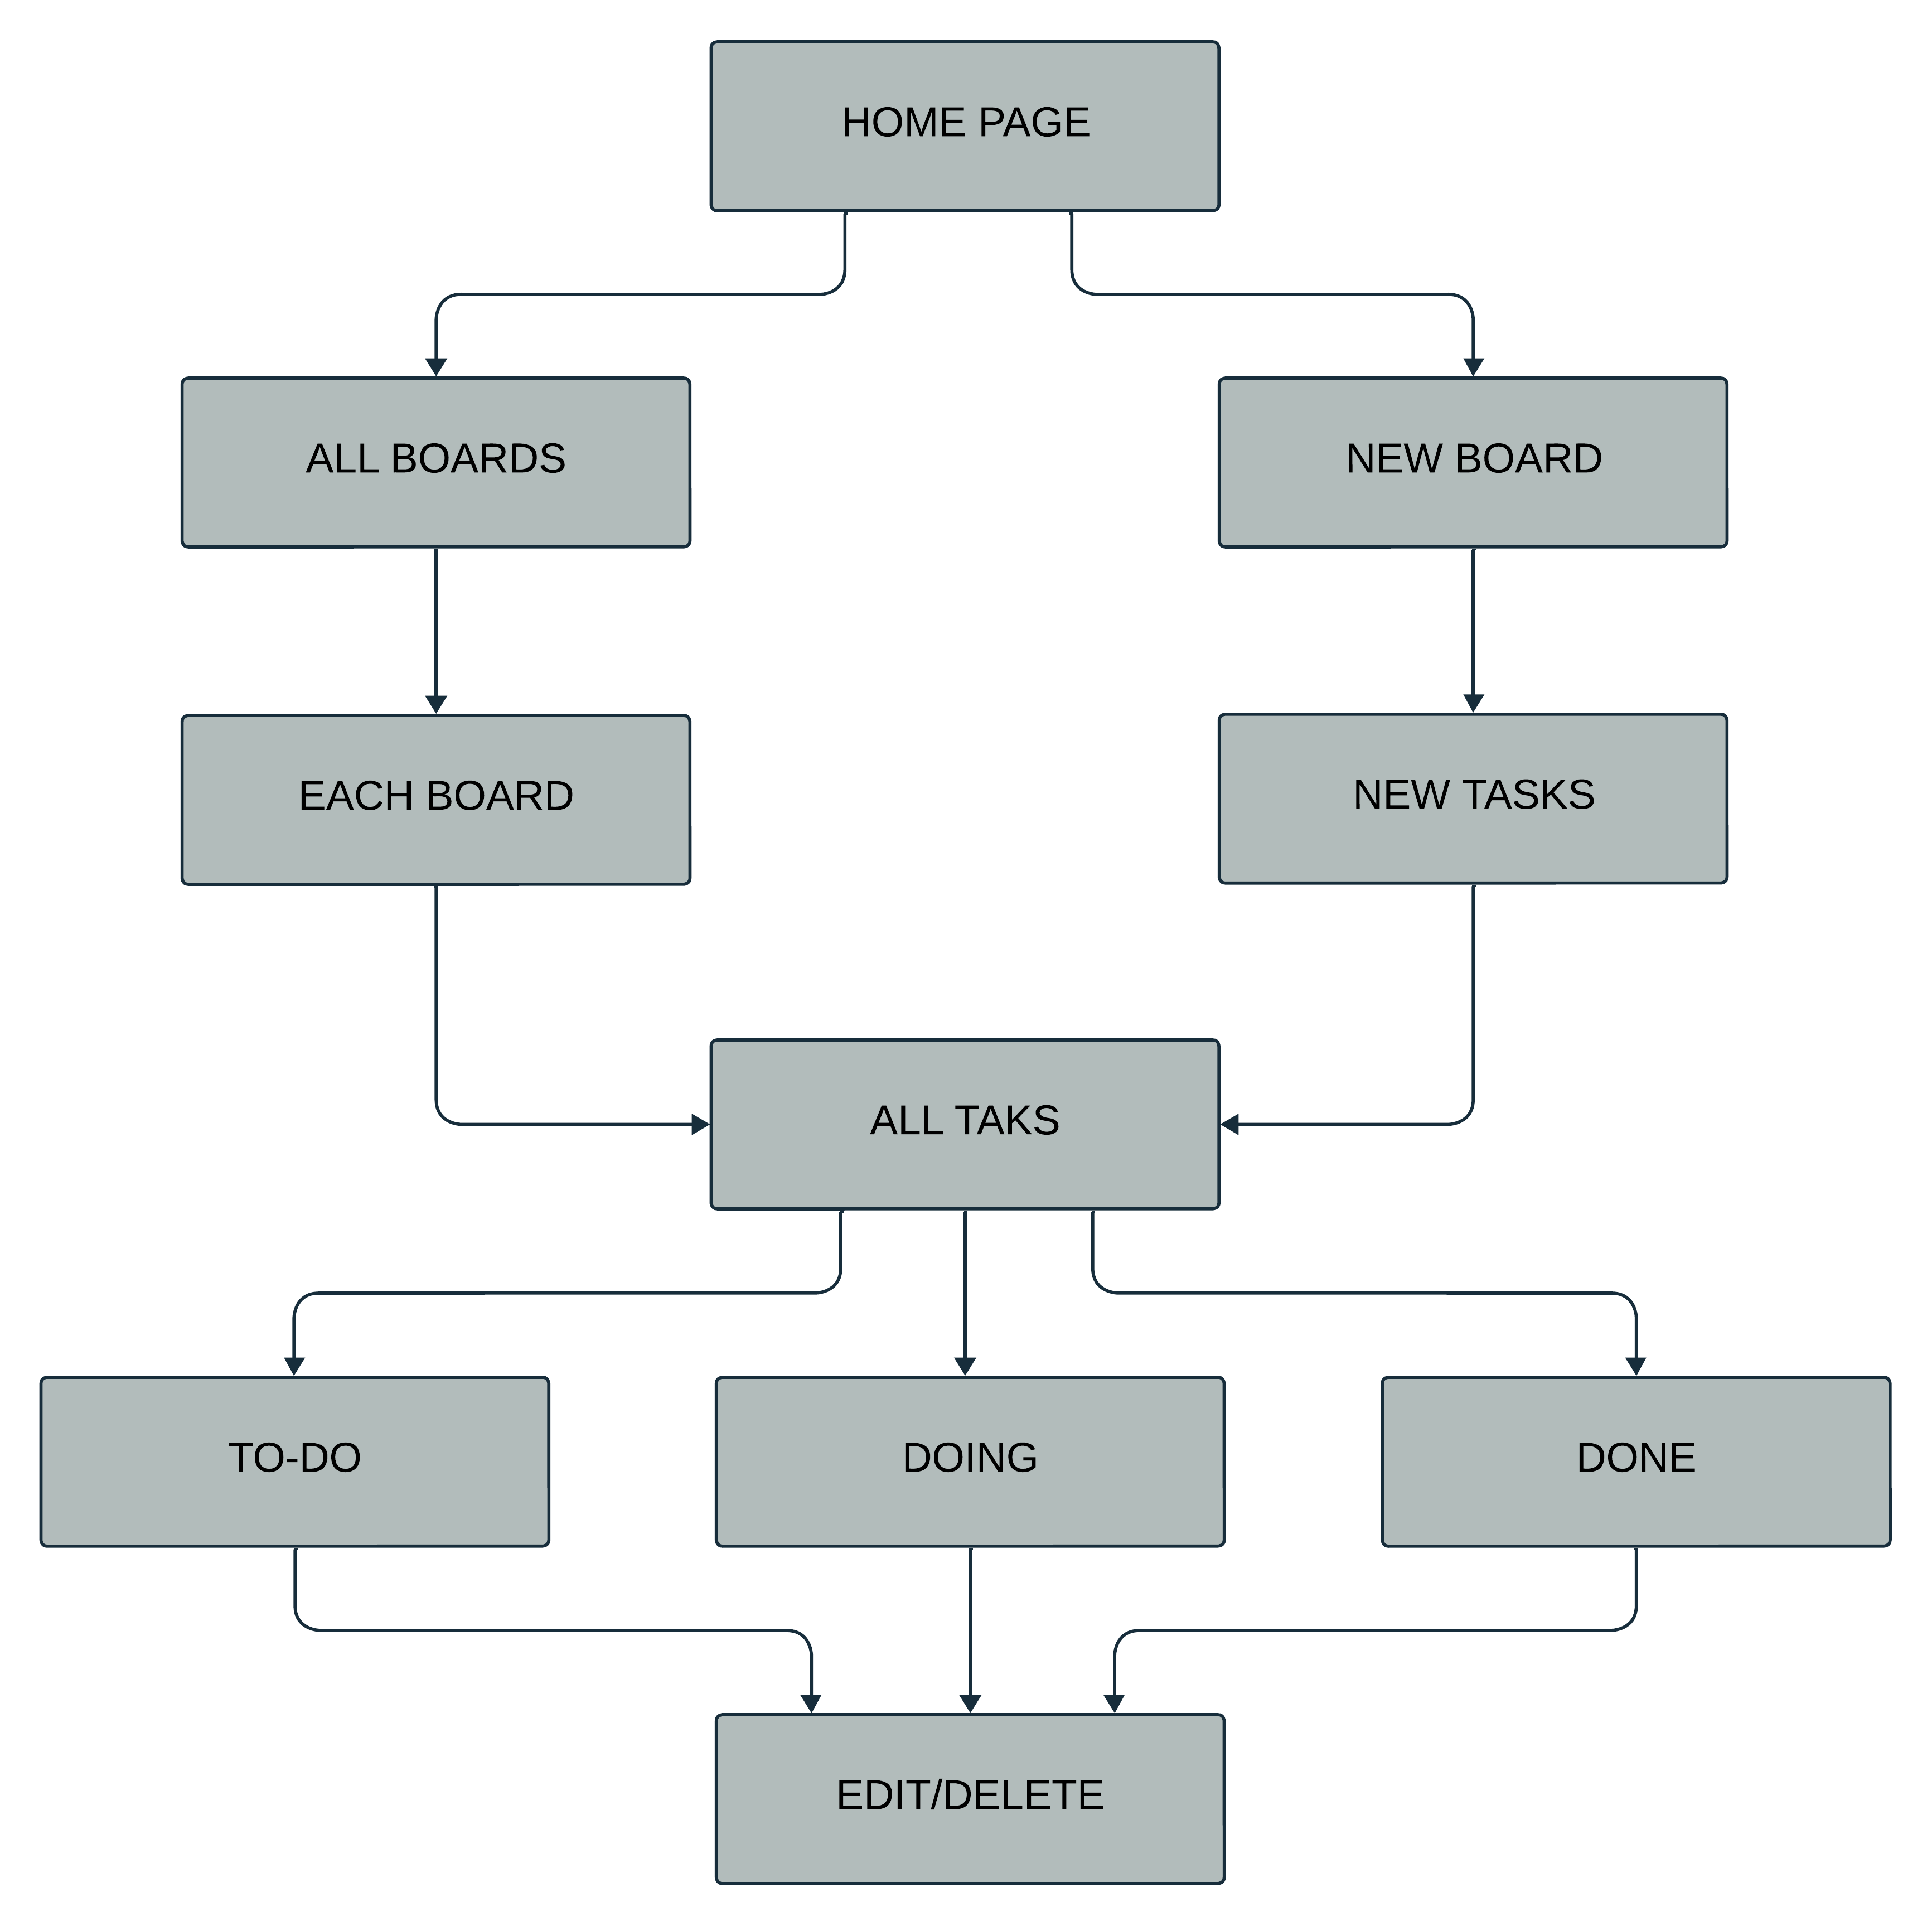 HOME PAGE
ALL BOARDS
NEW BOARD
EACH BOARD
NEW TASKS
ALL TAKS
TO-DO
DOING
DONE
EDIT/DELETE